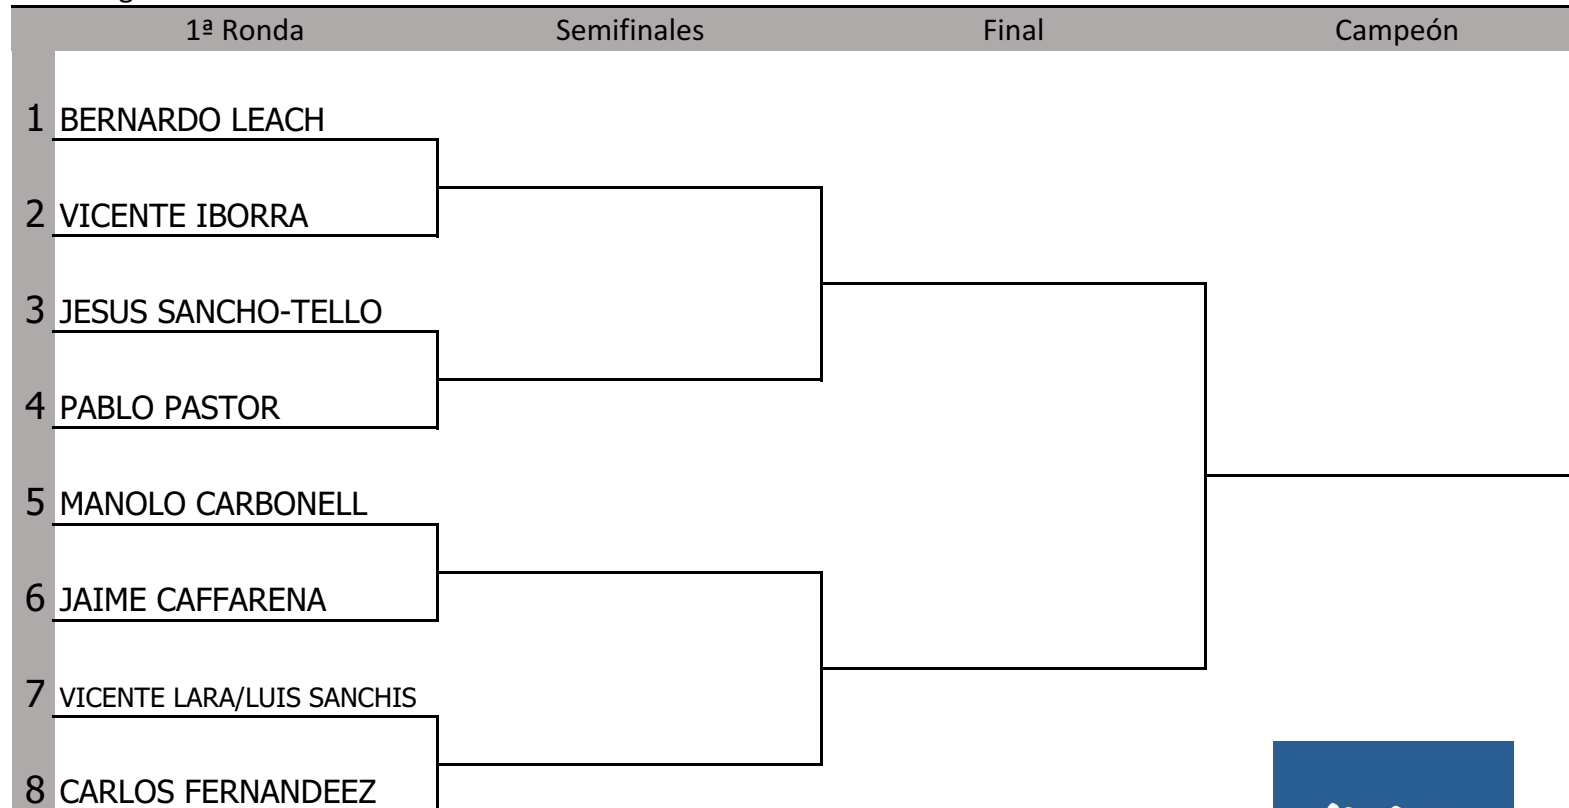 1ª Ronda Semifinales Final Campeón
1 BERNARDO LEACH
2 VICENTE IBORRA
3 JESUS SANCHO-TELLO
4 PABLO PASTOR
5 MANOLO CARBONELL
6 JAIME CAFFARENA
7 VICENTE LARA/LUIS SANCHIS
8 CARLOS FERNANDEEZ